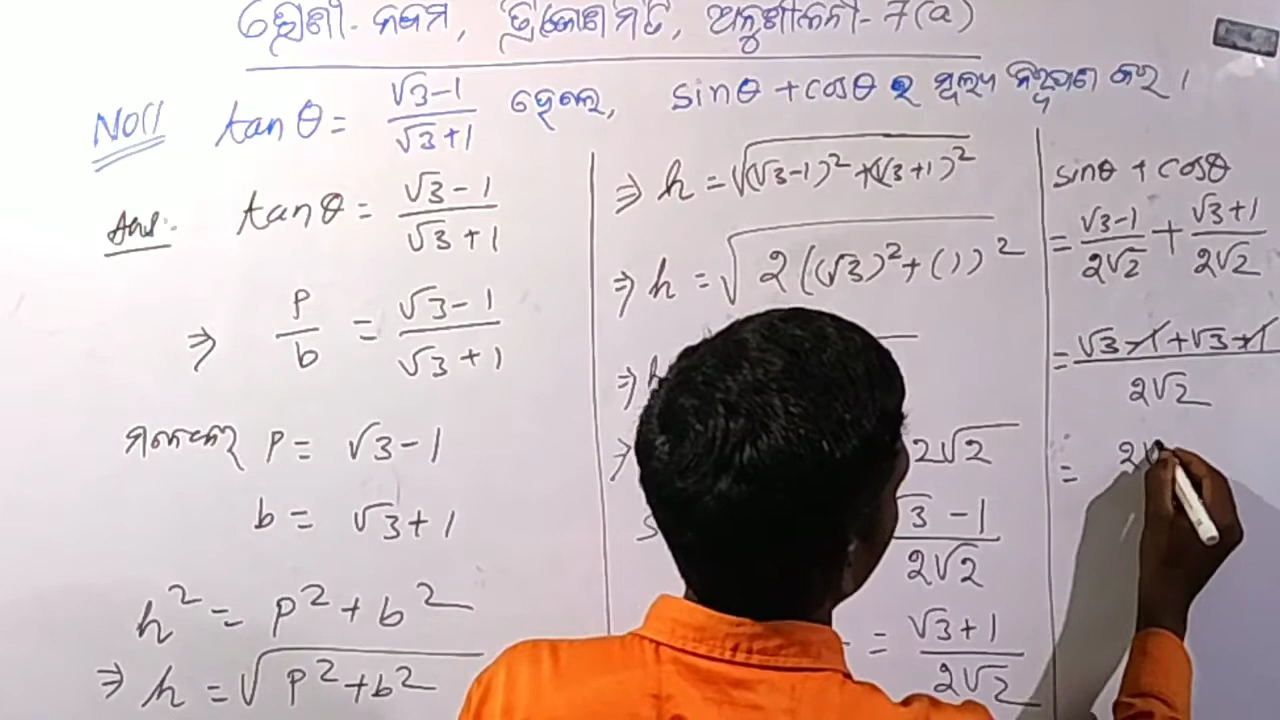 ଶ୍ରେଣୀ - ନବମ, ତ୍ରିକୋଣମିତି, ଅନୁଶୀଳନୀ - 7(a)
NO11 tanθ = (√3-1)/(√3+1) ହେଲେ, sinθ + cosθ ର ମୂଲ୍ୟ ନିରୂପଣ କର ।
Ans:- tanθ = (√3-1)/(√3+1)
⇒ p/b = (√3-1)/(√3+1)
ମନେକର p = √3-1
b = √3+1
h² = p²+b²
⇒ h = √(p²+b²)
⇒ h = √((√3-1)²+(√3+1)²)
⇒ h = √(2((√3)²+(1))²)
⇒ h
⇒ 2√2
s √3-1/2√2
= (√3+1)/(2√2)
sinθ + cosθ
= (√3-1)/(2√2) + (√3+1)/(2√2)
= (√3-1+√3+1)/(2√2)
= 2√